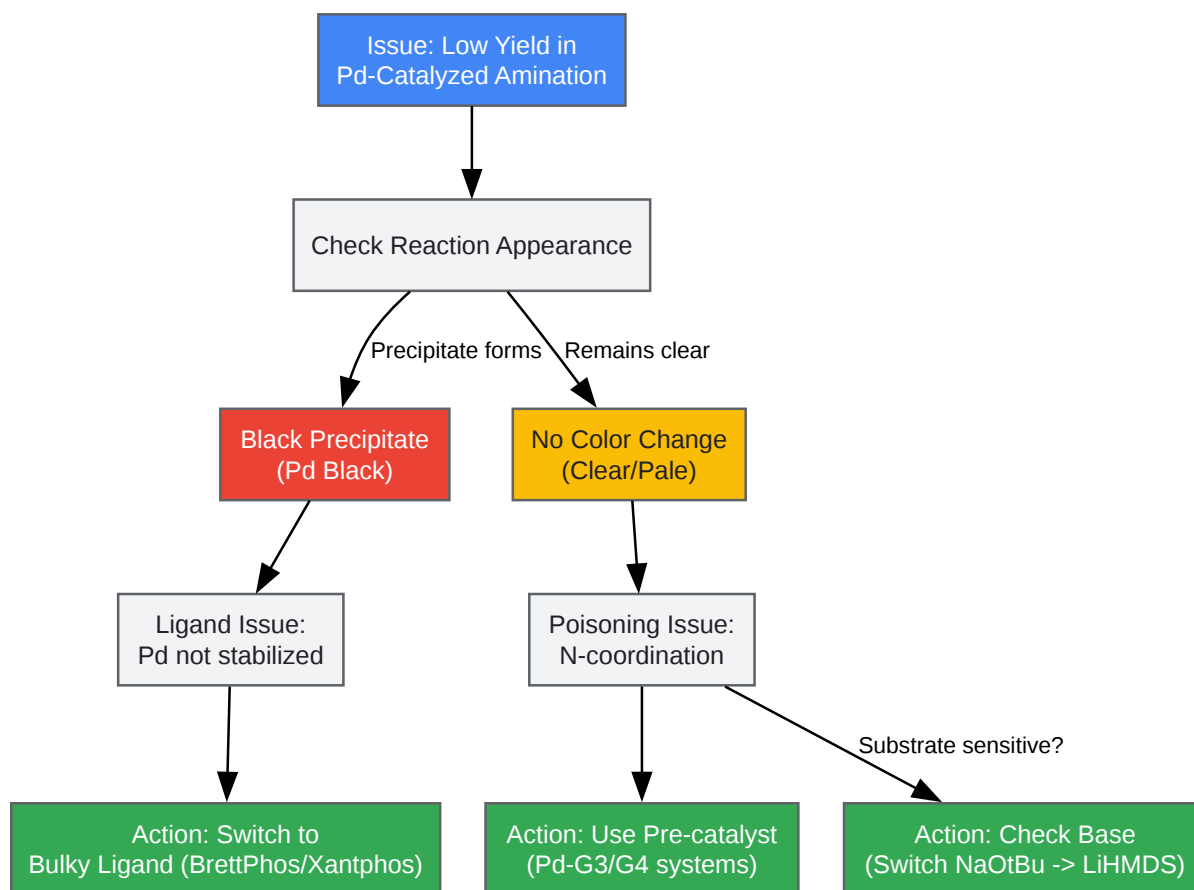 Issue: Low Yield in
Pd-Catalyzed Amination
Check Reaction Appearance
Precipitate forms
Remains clear
Black Precipitate
(Pd Black)
No Color Change
(Clear/Pale)
Ligand Issue:
Pd not stabilized
Poisoning Issue:
N-coordination
Substrate sensitive?
Action: Switch to
Bulky Ligand (BrettPhos/Xantphos)
Action: Use Pre-catalyst
(Pd-G3/G4 systems)
Action: Check Base
(Switch NaOtBu -> LiHMDS)